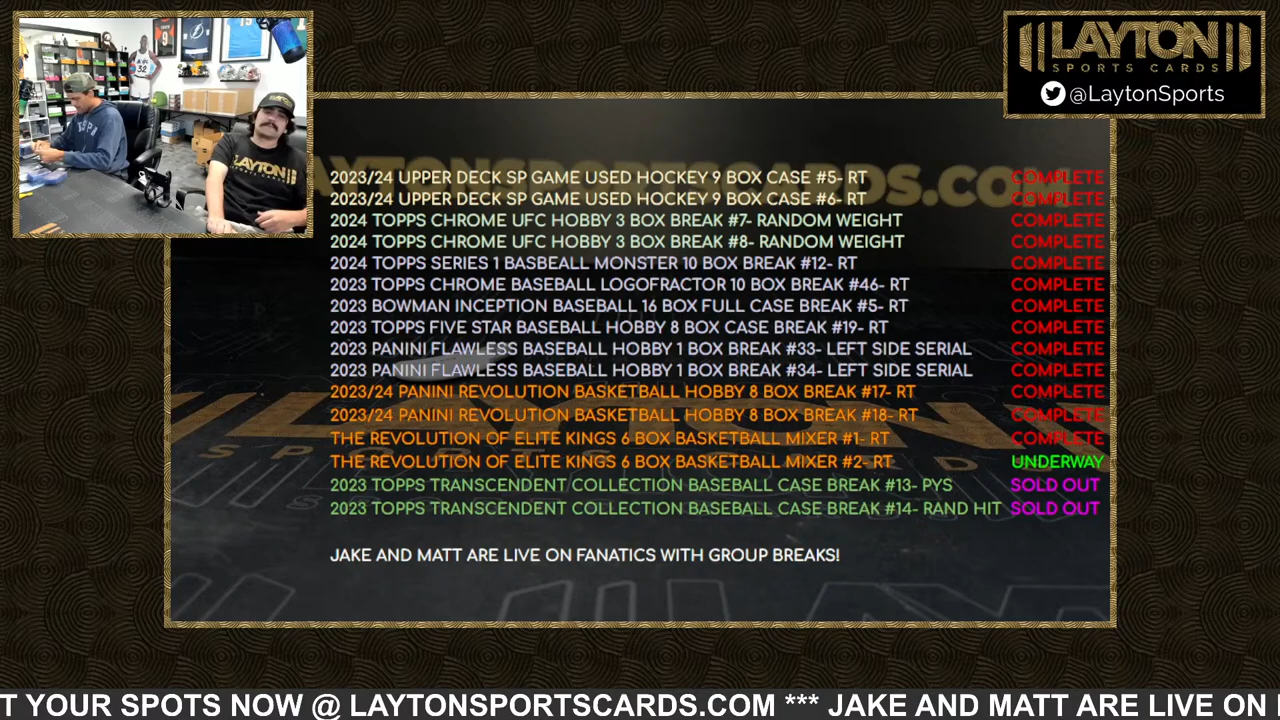 LAYTON
SPORTS CARDS
@LaytonSports
LAYTON
LAYTONSPORTSCARDS.COM
2023/24 UPPER DECK SP GAME USED HOCKEY 9 BOX CASE #5- RT COMPLETE
2023/24 UPPER DECK SP GAME USED HOCKEY 9 BOX CASE #6- RT COMPLETE
2024 TOPPS CHROME UFC HOBBY 3 BOX BREAK #7- RANDOM WEIGHT COMPLETE
2024 TOPPS CHROME UFC HOBBY 3 BOX BREAK #8- RANDOM WEIGHT COMPLETE
2024 TOPPS SERIES 1 BASBEALL MONSTER 10 BOX BREAK #12- RT COMPLETE
2023 TOPPS CHROME BASEBALL LOGOFRACTOR 10 BOX BREAK #46- RT COMPLETE
2023 BOWMAN INCEPTION BASEBALL 16 BOX FULL CASE BREAK #5- RT COMPLETE
2023 TOPPS FIVE STAR BASEBALL HOBBY 8 BOX CASE BREAK #19- RT COMPLETE
2023 PANINI FLAWLESS BASEBALL HOBBY 1 BOX BREAK #33- LEFT SIDE SERIAL COMPLETE
2023 PANINI FLAWLESS BASEBALL HOBBY 1 BOX BREAK #34- LEFT SIDE SERIAL COMPLETE
2023/24 PANINI REVOLUTION BASKETBALL HOBBY 8 BOX BREAK #17- RT COMPLETE
2023/24 PANINI REVOLUTION BASKETBALL HOBBY 8 BOX BREAK #18- RT COMPLETE
THE REVOLUTION OF ELITE KINGS 6 BOX BASKETBALL MIXER #1- RT COMPLETE
THE REVOLUTION OF ELITE KINGS 6 BOX BASKETBALL MIXER #2- RT UNDERWAY
2023 TOPPS TRANSCENDENT COLLECTION BASEBALL CASE BREAK #13- PYS SOLD OUT
2023 TOPPS TRANSCENDENT COLLECTION BASEBALL CASE BREAK #14- RAND HIT SOLD OUT
JAKE AND MATT ARE LIVE ON FANATICS WITH GROUP BREAKS!
T YOUR SPOTS NOW @ LAYTONSPORTSCARDS.COM *** JAKE AND MATT ARE LIVE ON